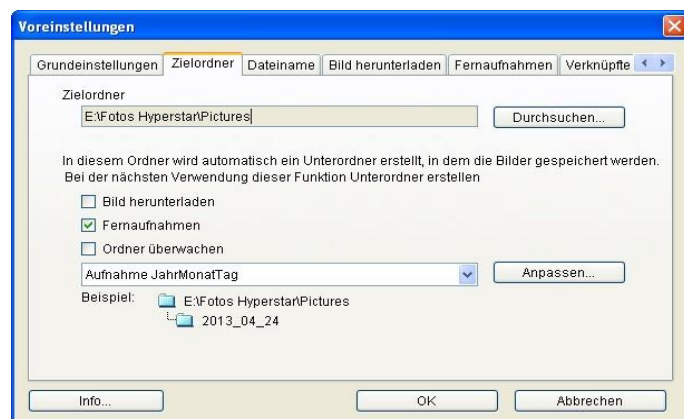 Voreinstellungen
Grundeinstellungen Zielordner Dateiname Bild herunterladen Fernaufnahmen Verknüpfte
Zielordner
E:\Fotos Hyperstar\Pictures
Durchsuchen...
In diesem Ordner wird automatisch ein Unterordner erstellt, in dem die Bilder gespeichert werden.
Bei der nächsten Verwendung dieser Funktion Unterordner erstellen
Bild herunterladen
Fernaufnahmen
Ordner überwachen
Aufnahme JahrMonatTag
Anpassen...
Beispiel: E:\Fotos Hyperstar\Pictures
2013_04_24
Info... OK Abbrechen